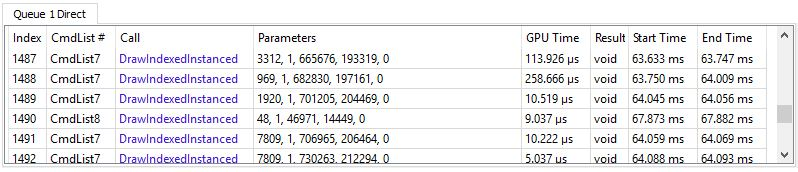 Queue 1 Direct
Index CmdList # Call Parameters GPU Time Result Start Time End Time
1487 CmdList7 DrawIndexedInstanced 3312, 1, 665676, 193319, 0 113.926 µs void 63.633 ms 63.747 ms
1488 CmdList7 DrawIndexedInstanced 969, 1, 682830, 197161, 0 258.666 µs void 63.750 ms 64.009 ms
1489 CmdList7 DrawIndexedInstanced 1920, 1, 701205, 204469, 0 10.519 µs void 64.045 ms 64.056 ms
1490 CmdList8 DrawIndexedInstanced 48, 1, 46971, 14449, 0 9.037 µs void 67.873 ms 67.882 ms
1491 CmdList7 DrawIndexedInstanced 7809, 1, 706965, 206464, 0 10.222 µs void 64.059 ms 64.069 ms
1492 CmdList7 DrawIndexedInstanced 7809, 1, 730263, 212294, 0 5.037 µs void 64.088 ms 64.093 ms